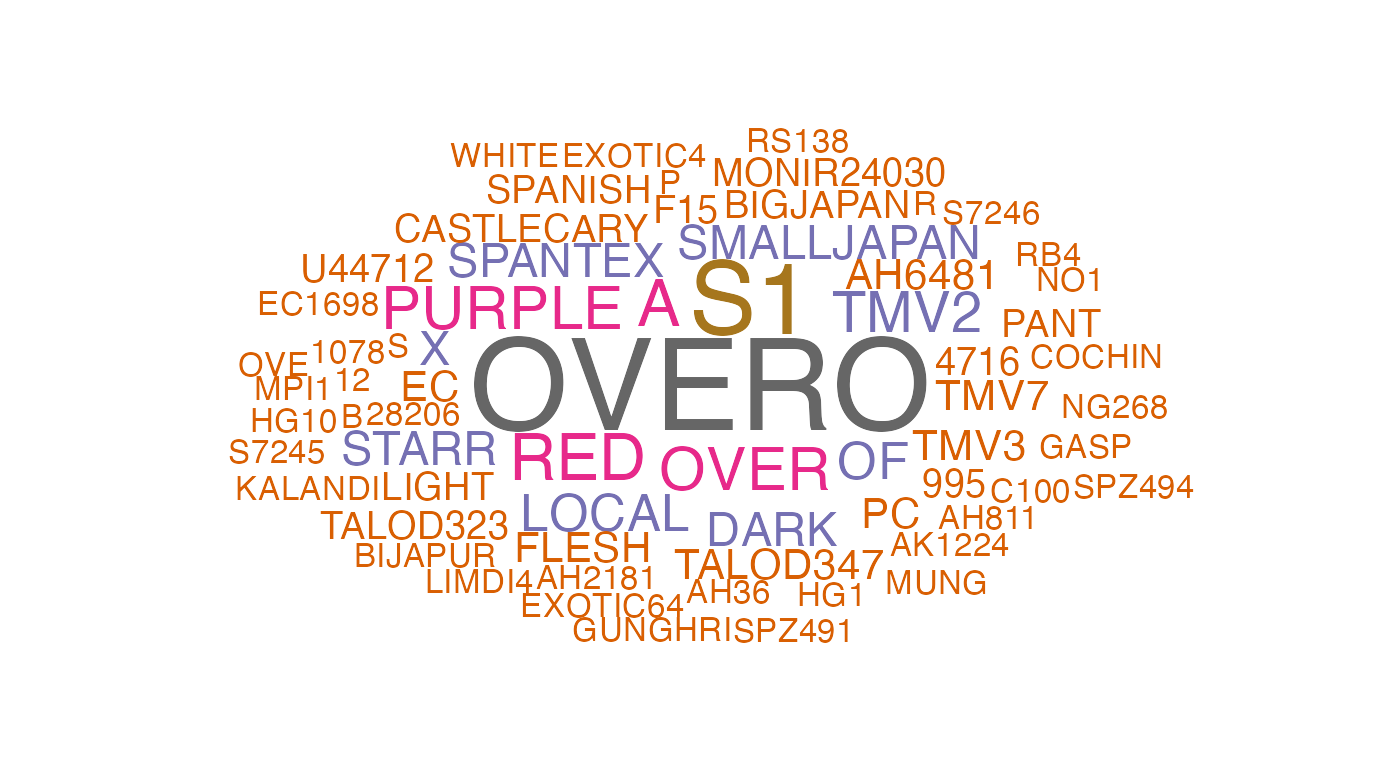 RS138
WHITE EXOTIC4
MONIR24030
SPANISH P
F15 BIGJAPAN R S7246
CASTLECARY
SPANTEX SMALLJAPAN
RB4
U44712
AH6481 NO1
EC1698 PURPLE A S1 TMV2 PANT
OVE 1078 S X
OVERO
4716 COCHIN
MPI1 12 EC
TMV7 NG268
HG10 B 28206
S7245 STARR RED OVER OF TMV3 GASP
KALANDI LIGHT
995 C100 SPZ494
TALOD323 LOCAL DARK PC AH811
BIJAPUR FLESH TALOD347 AK1224
LIMDI4 AH2181 AH36 HG1 MUNG
EXOTIC64
GUNGHRI SPZ491